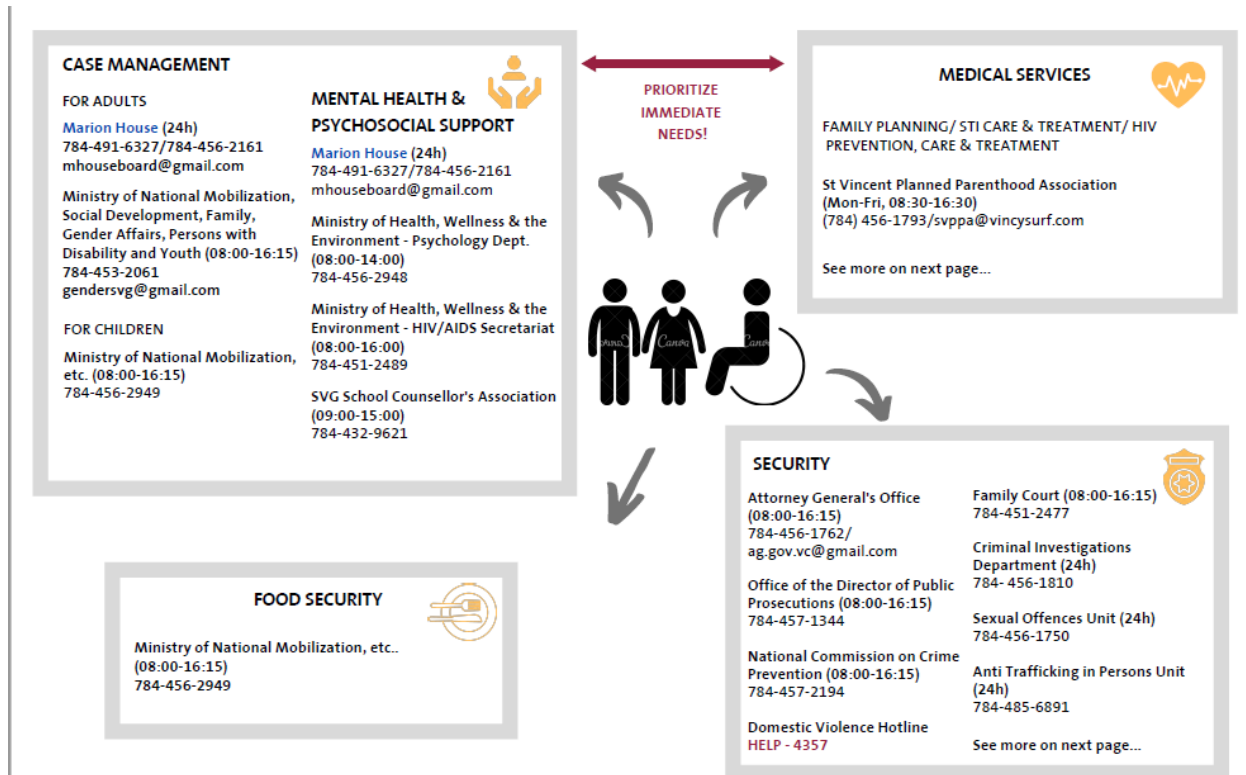 CASE MANAGEMENT
FOR ADULTS
Marion House (24h)
784-491-6327/784-456-2161
mhouseboard@gmail.com
Ministry of National Mobilization,
Social Development, Family,
Gender Affairs, Persons with
Disability and Youth (08:00-16:15)
784-453-2061
gendersvg@gmail.com
FOR CHILDREN
Ministry of National Mobilization,
etc. (08:00-16:15)
784-456-2949
MENTAL HEALTH &
PSYCHOSOCIAL SUPPORT
Marion House (24h)
784-491-6327/784-456-2161
mhouseboard@gmail.com
Ministry of Health, Wellness & the
Environment - Psychology Dept.
(08:00-14:00)
784-456-2948
Ministry of Health, Wellness & the
Environment - HIV/AIDS Secretariat
(08:00-16:00)
784-451-2489
SVG School Counsellor's Association
(09:00-15:00)
784-432-9621
PRIORITIZE
IMMEDIATE
NEEDS!
MEDICAL SERVICES
FAMILY PLANNING/ STI CARE & TREATMENT/ HIV
PREVENTION, CARE & TREATMENT
St Vincent Planned Parenthood Association
(Mon-Fri, 08:30-16:30)
(784) 456-1793/svppa@vincysurf.com
See more on next page...
Canva
Canva
FOOD SECURITY
Ministry of National Mobilization, etc..
(08:00-16:15)
784-456-2949
SECURITY
Attorney General's Office
(08:00-16:15)
784-456-1762/
ag.gov.vc@gmail.com
Office of the Director of Public
Prosecutions (08:00-16:15)
784-457-1344
National Commission on Crime
Prevention (08:00-16:15)
784-457-2194
Domestic Violence Hotline
HELP - 4357
Family Court (08:00-16:15)
784-451-2477
Criminal Investigations
Department (24h)
784- 456-1810
Sexual Offences Unit (24h)
784-456-1750
Anti Trafficking in Persons Unit
(24h)
784-485-6891
See more on next page...